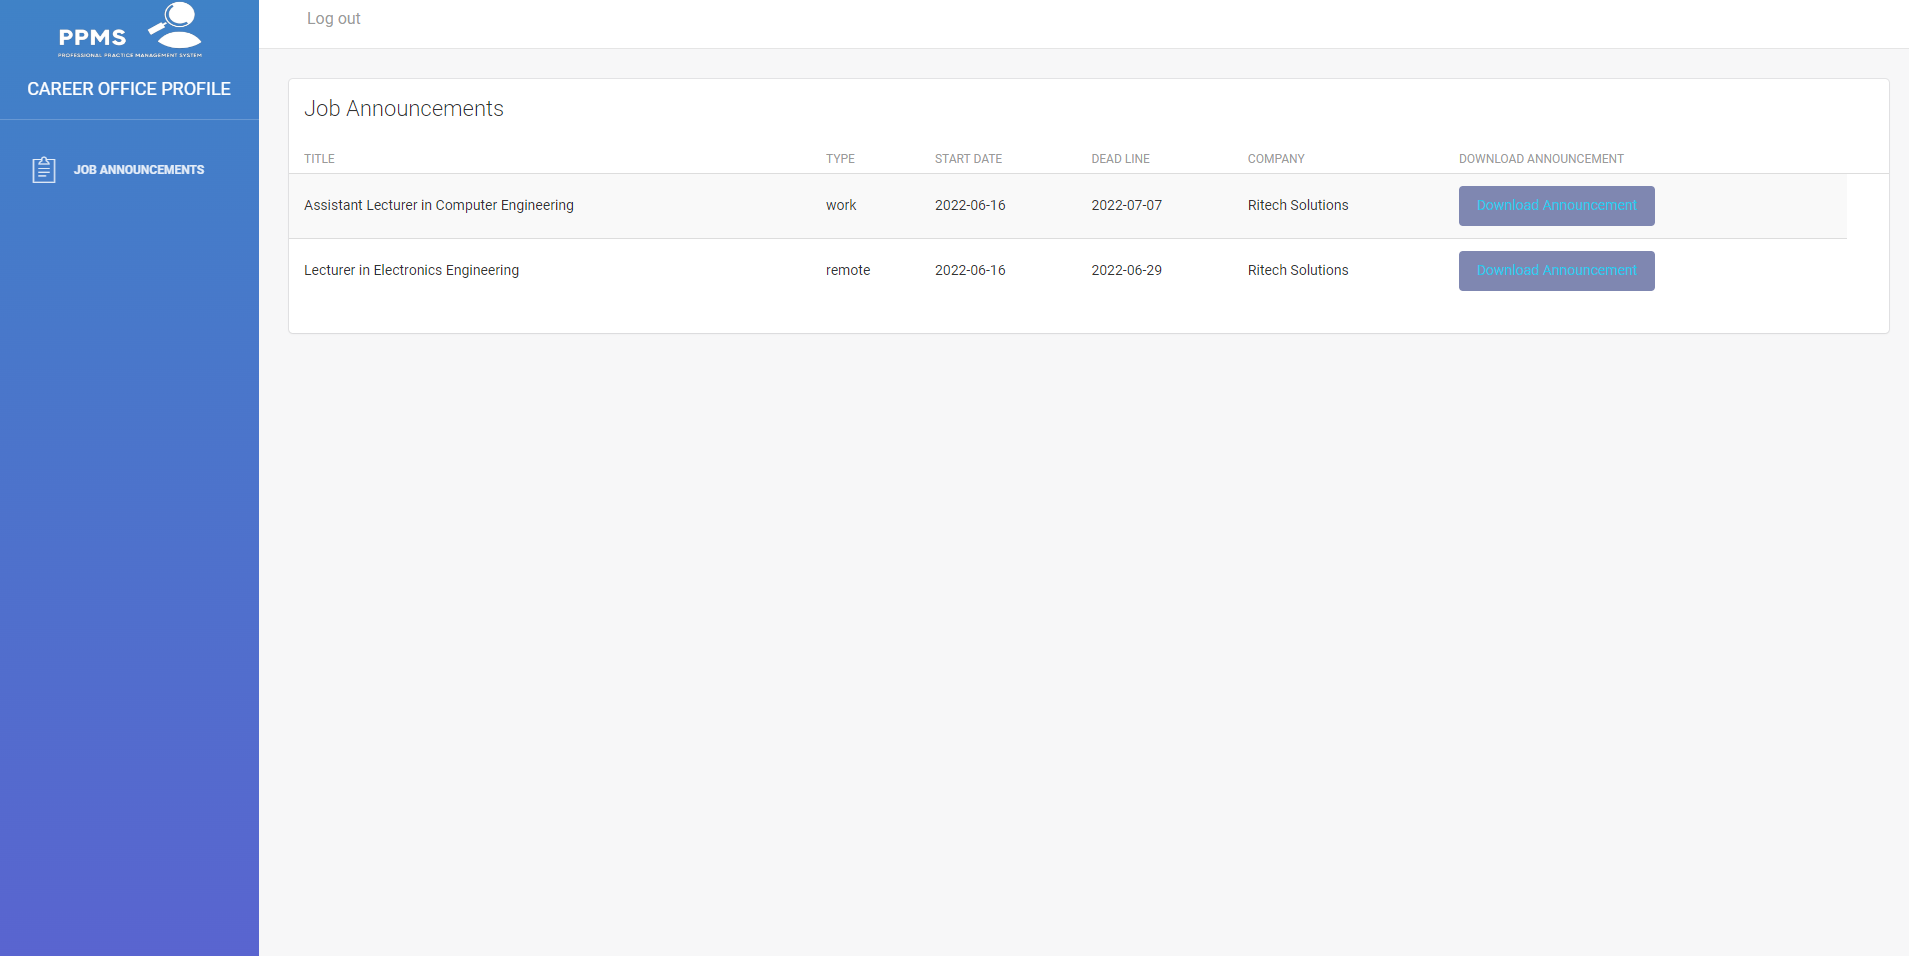 PPMS
PROFESSIONAL PRACTICE MANAGEMENT SYSTEM
CAREER OFFICE PROFILE
JOB ANNOUNCEMENTS
Log out
Job Announcements
TITLE TYPE START DATE DEAD LINE COMPANY DOWNLOAD ANNOUNCEMENT
Assistant Lecturer in Computer Engineering work 2022-06-16 2022-07-07 Ritech Solutions Download Announcement
Lecturer in Electronics Engineering remote 2022-06-16 2022-06-29 Ritech Solutions Download Announcement